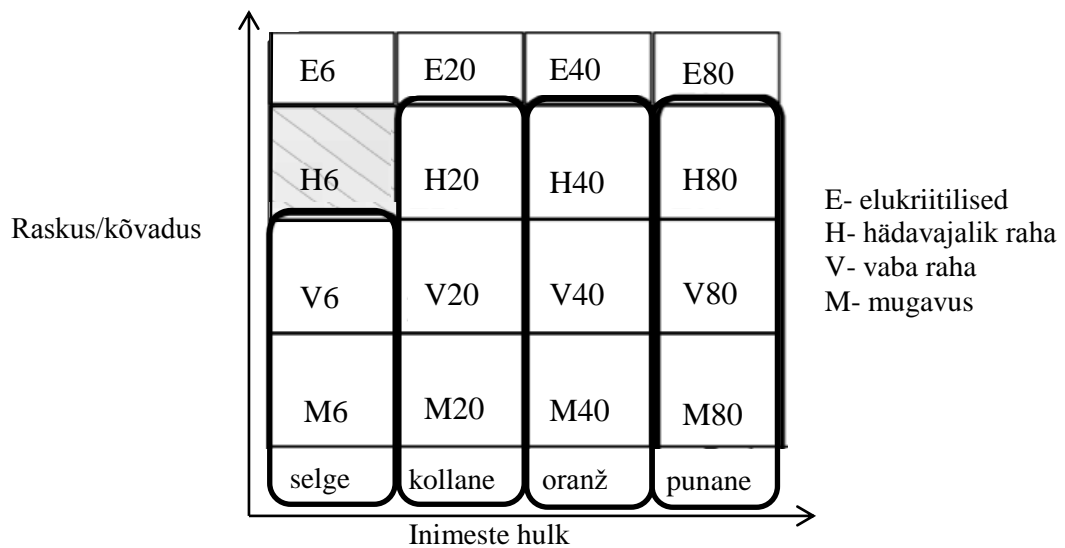 E6 E20 E40 E80
H6 H20 H40 H80
Raskus/kõvadus
V6 V20 V40 V80
M6 M20 M40 M80
selge kollane oranž punane
Inimeste hulk
E- elukriitilised
H- hädavajalik raha
V- vaba raha
M- mugavus